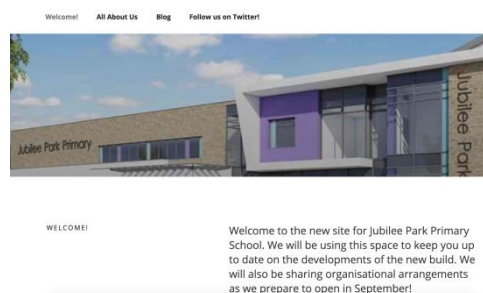 Welcome! All About Us Blog Follow us on Twitter!
Jubilee Park Primary
Jubilee Park
WELCOME!
Welcome to the new site for Jubilee Park Primary
School. We will be using this space to keep you up
to date on the developments of the new build. We
will also be sharing organisational arrangements
as we prepare to open in September!